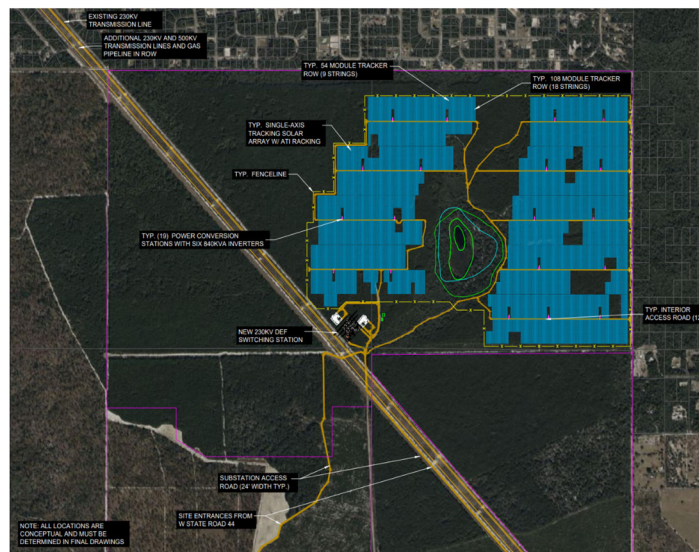 EXISTING 230KV
TRANSMISSION LINE
ADDITIONAL 230KV AND 500KV
TRANSMISSION LINES AND GAS
PIPELINE IN ROW
TYP. 54 MODULE TRACKER
ROW (9 STRINGS)
TYP. 108 MODULE TRACKER
ROW (18 STRINGS)
TYP. SINGLE-AXIS
TRACKING SOLAR
ARRAY W/ ATI RACKING
TYP. FENCELINE
TYP. (19) POWER CONVERSION
STATIONS WITH SIX 840KVA INVERTERS
TYP. INTERIOR
ACCESS ROAD (12
NEW 230KV DEF
SWITCHING STATION
SUBSTATION ACCESS
ROAD (24' WIDTH TYP.)
SITE ENTRANCES FROM
W STATE ROAD 44
NOTE: ALL LOCATIONS ARE
CONCEPTUAL AND MUST BE
DETERMINED IN FINAL DRAWINGS